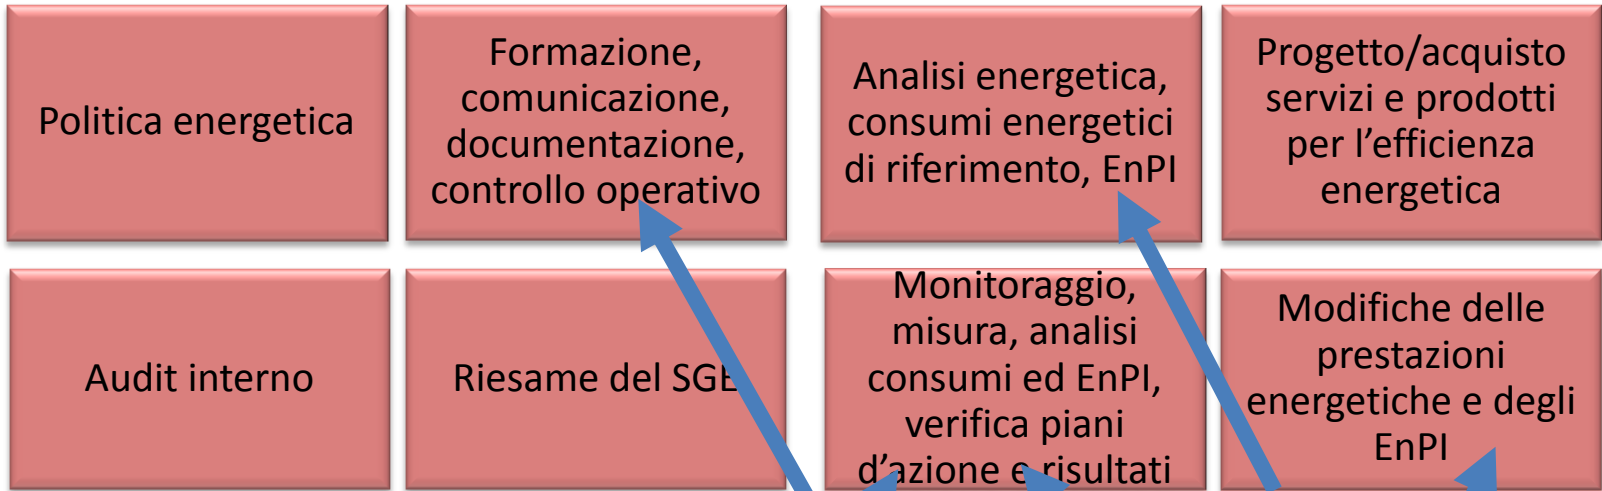 Politica energetica
Formazione,
comunicazione,
documentazione,
controllo operativo
Analisi energetica,
consumi energetici
di riferimento, EnPI
Progetto/acquisto
servizi e prodotti
per l’efficienza
energetica
Audit interno
Riesame del SGE
Monitoraggio,
misura, analisi
consumi ed EnPI,
verifica piani
d’azione e risultati
Modifiche delle
prestazioni
energetiche e degli
EnPI